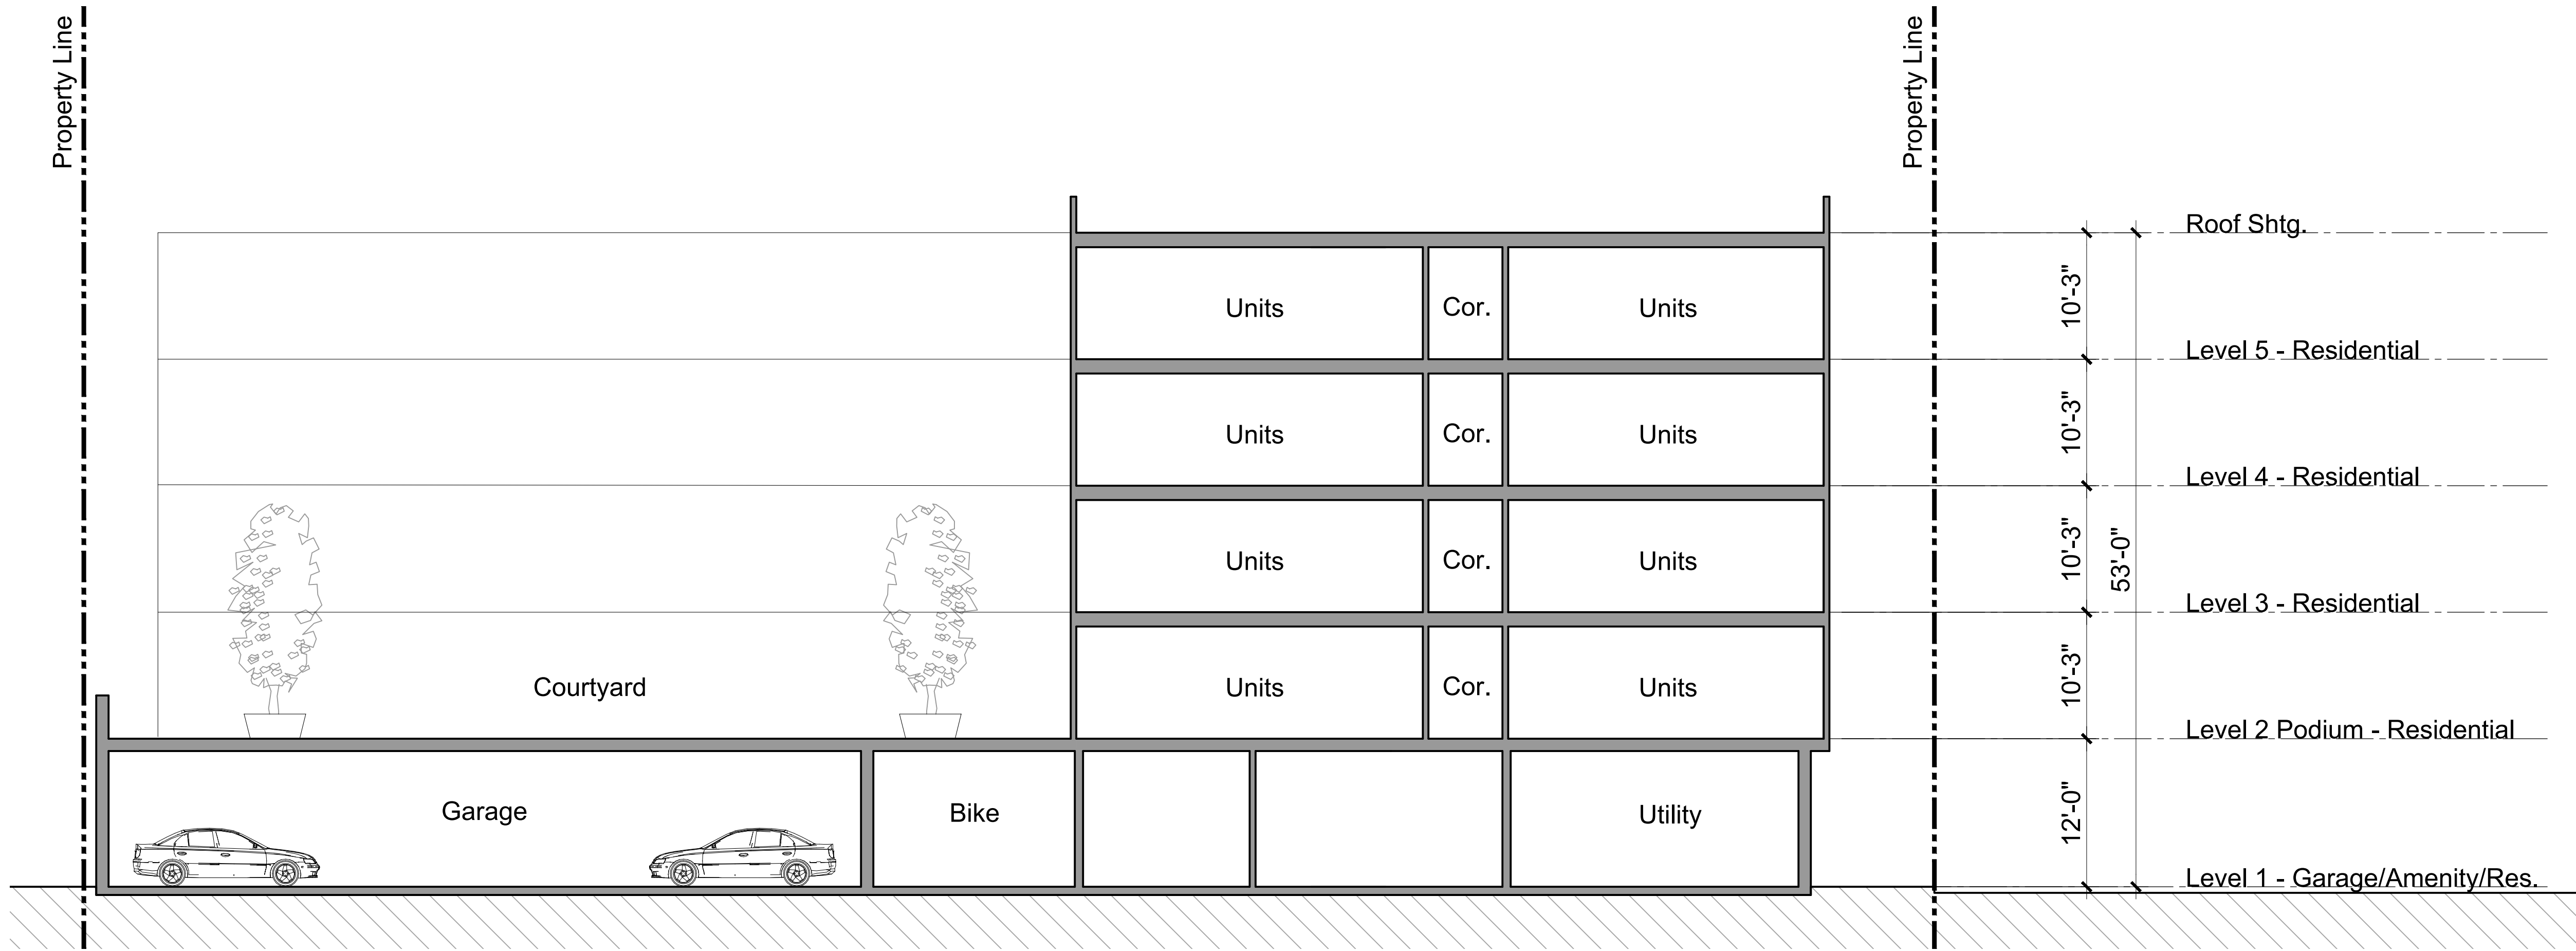 Property Line
Property Line
Roof Shtg.
10'-3"
Units
Cor.
Units
Level 5 - Residential
10'-3"
Units
Cor.
Units
Level 4 - Residential
10'-3"
53'-0"
Units
Cor.
Units
Level 3 - Residential
10'-3"
Courtyard
Units
Cor.
Units
Level 2 Podium - Residential
12'-0"
Garage
Bike
Utility
Level 1 - Garage/Amenity/Res.